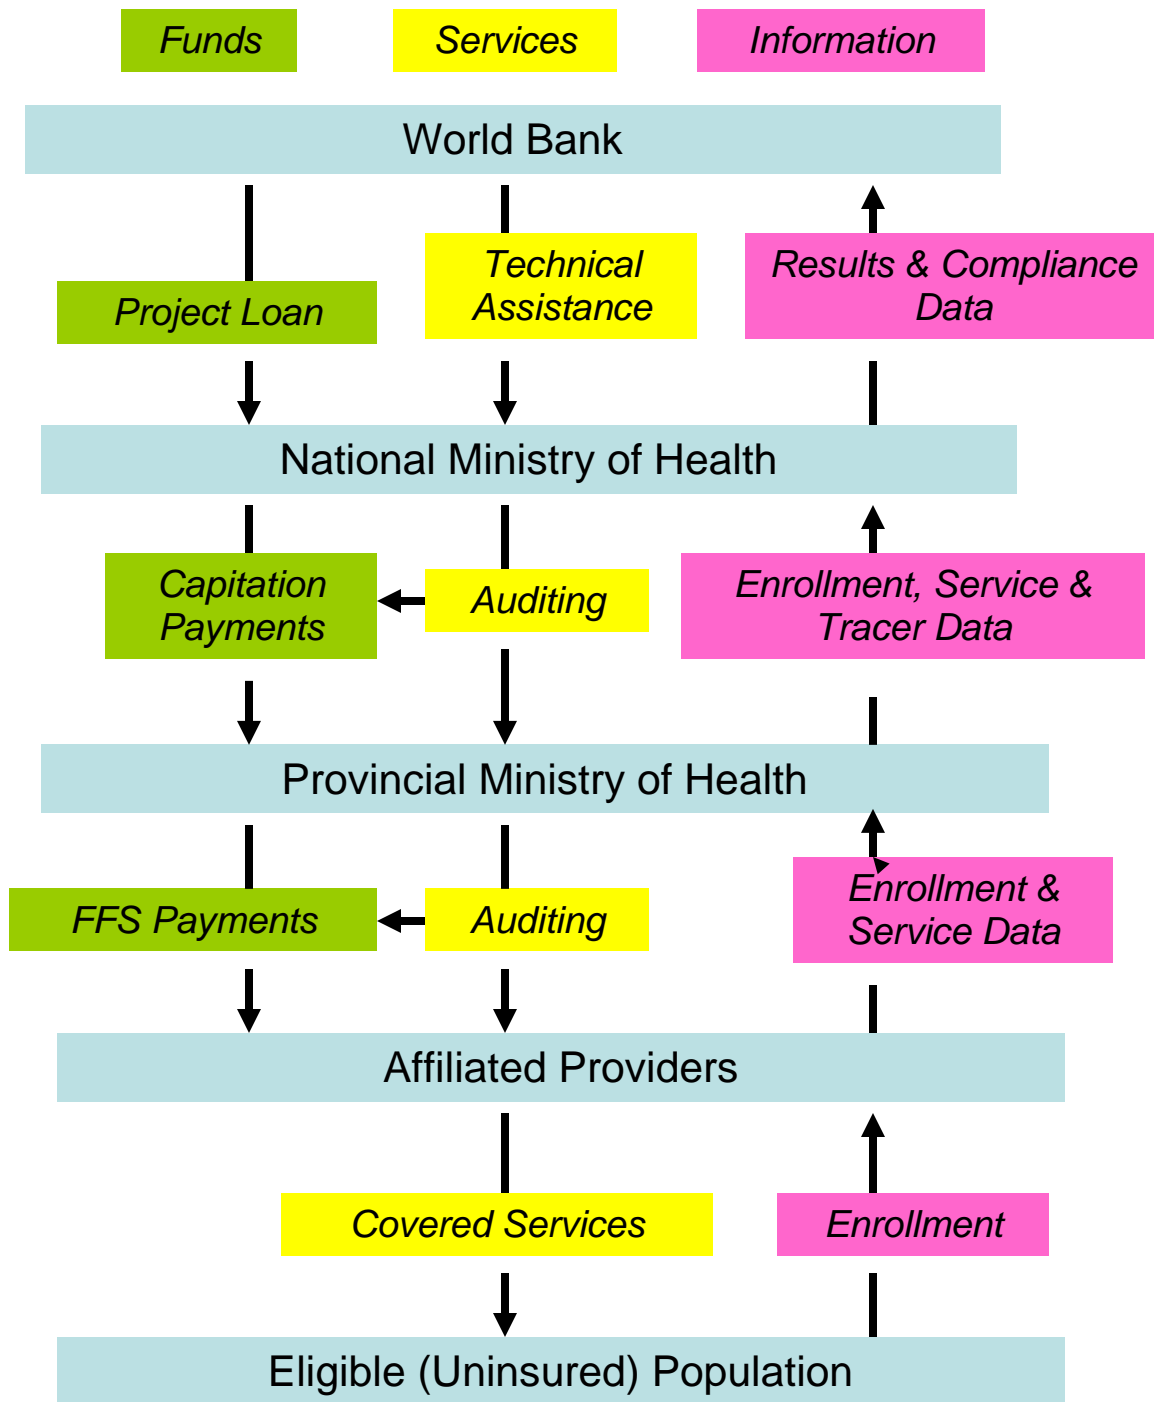 Funds
Services
Information
World Bank
Technical
Assistance
Results & Compliance
Data
Project Loan
National Ministry of Health
Capitation
Payments
Auditing
Enrollment, Service &
Tracer Data
Provincial Ministry of Health
FFS Payments
Auditing
Enrollment &
Service Data
Affiliated Providers
Covered Services
Enrollment
Eligible (Uninsured) Population